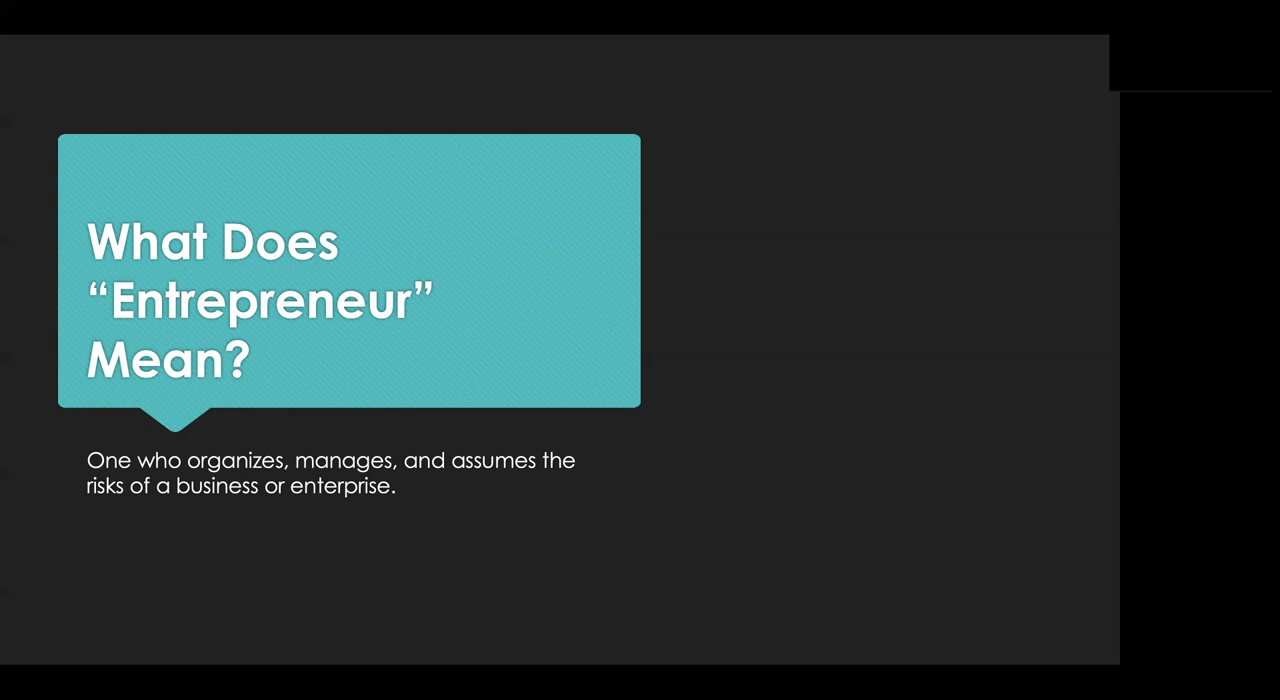 What Does
“Entrepreneur”
Mean?
One who organizes, manages, and assumes the
risks of a business or enterprise.